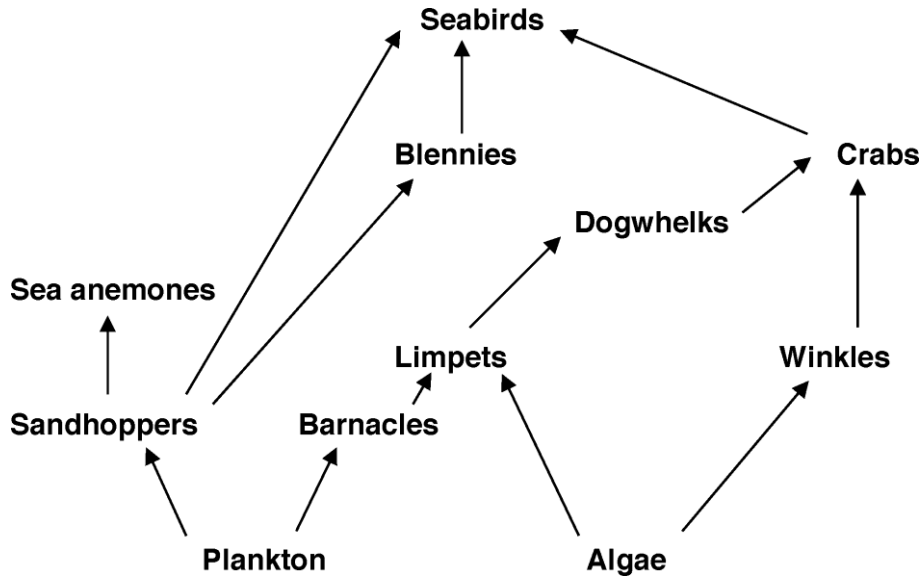 Seabirds
Blennies
Crabs
Dogwhelks
Sea anemones
Limpets
Winkles
Sandhoppers
Barnacles
Plankton
Algae